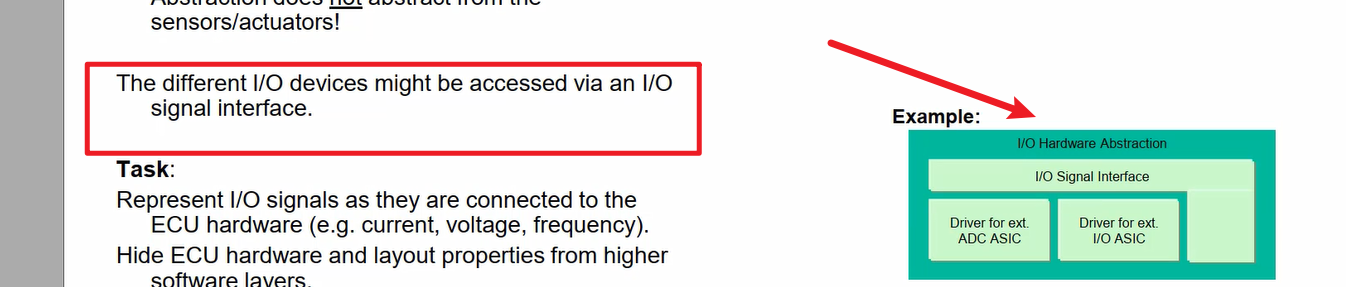 Abstraction does not abstract from the
sensors/actuators!
The different I/O devices might be accessed via an I/O
signal interface.
Task:
Represent I/O signals as they are connected to the
ECU hardware (e.g. current, voltage, frequency).
Hide ECU hardware and layout properties from higher
software layers.
Example:
I/O Hardware Abstraction
I/O Signal Interface
Driver for ext.
ADC ASIC
Driver for ext.
I/O ASIC